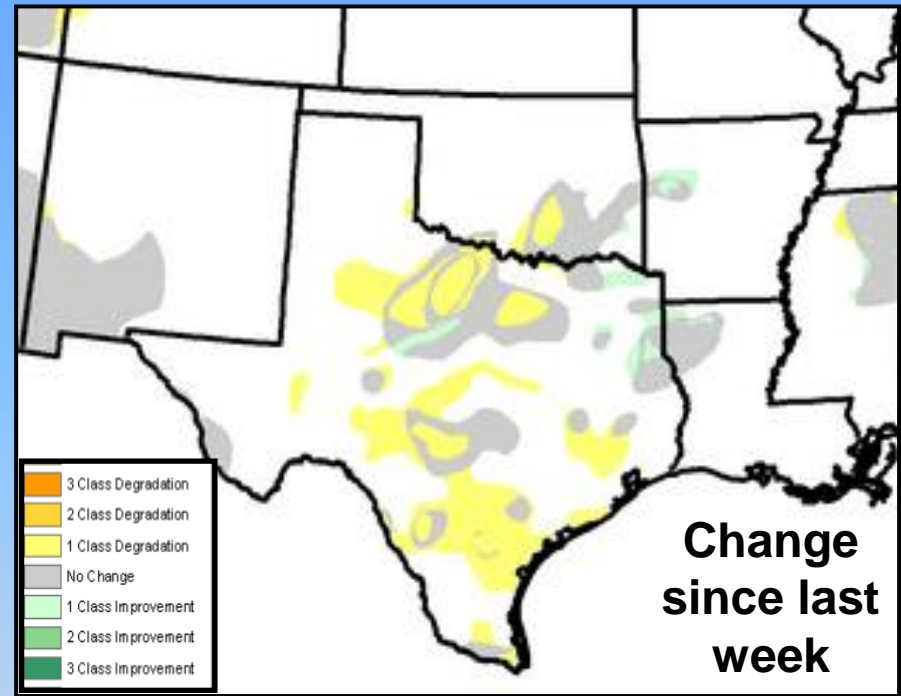 3 Class Degradation
2 Class Degradation
1 Class Degradation
No Change
1 Class Improvement
2 Class Improvement
3 Class Improvement
Change
since last
week